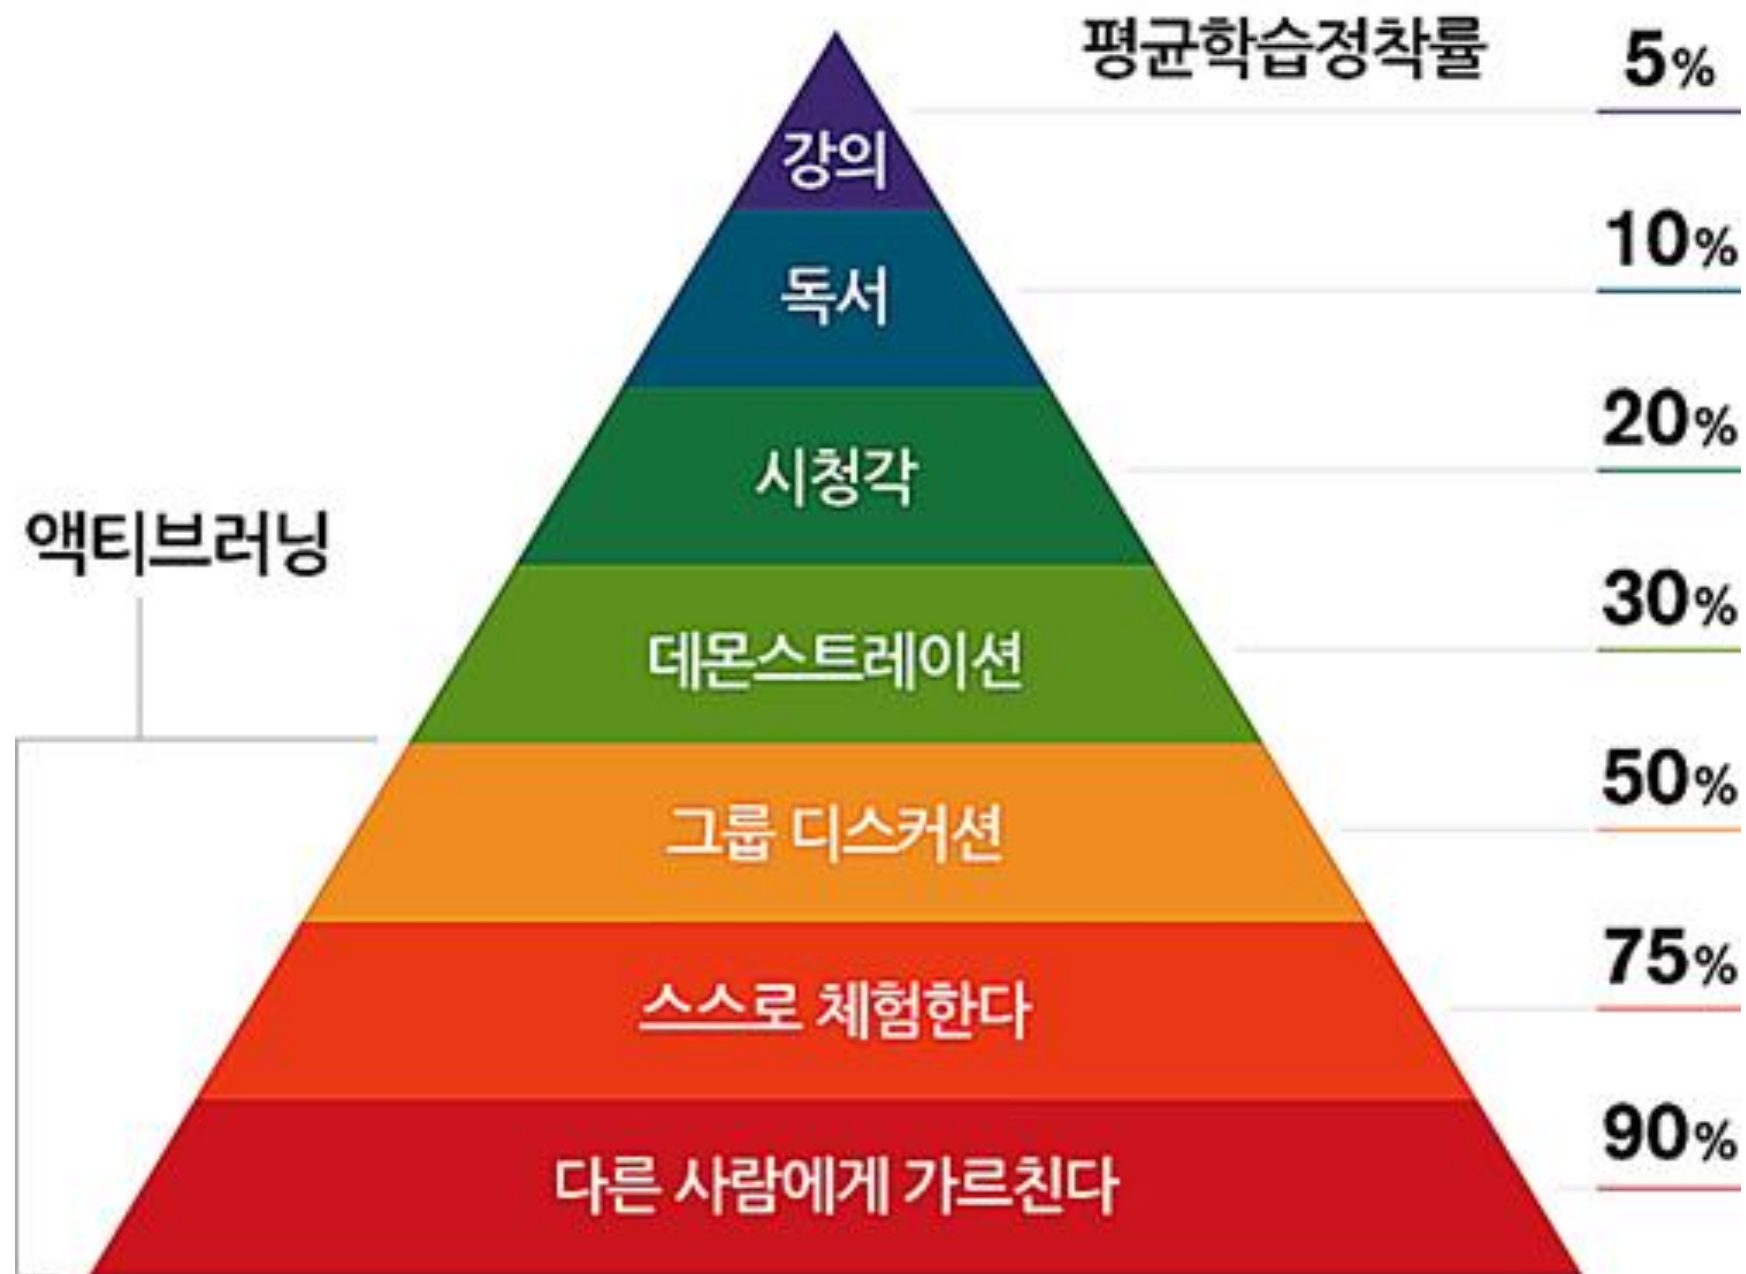 평균학습정착률 5%
강의
10%
독서
20%
시청각
액티브러닝
30%
데몬스트레이션
50%
그룹 디스커션
75%
스스로 체험한다
90%
다른 사람에게 가르친다